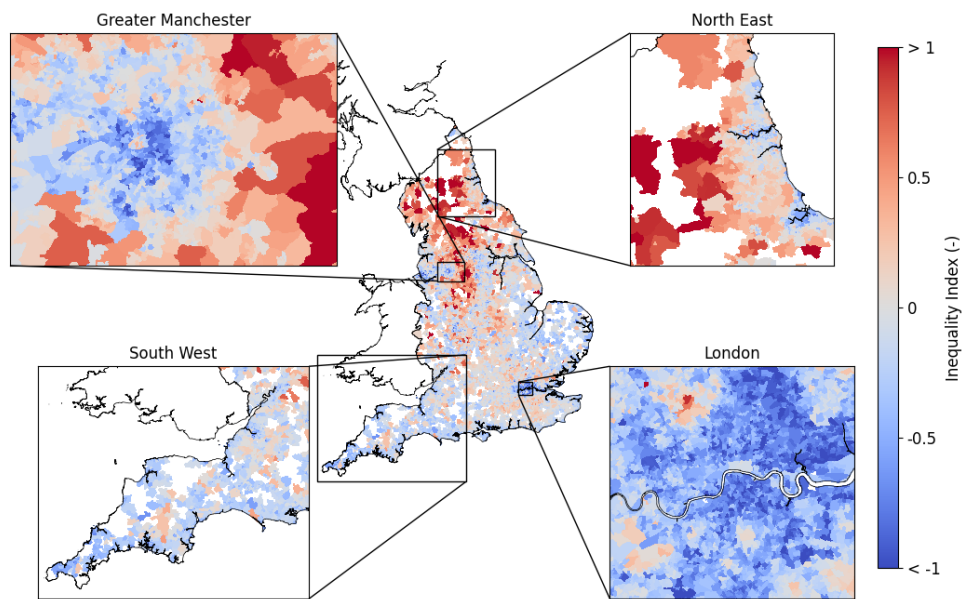 Greater Manchester
North East
South West
London
> 1
0.5
0
-0.5
< -1
Inequality Index (-)